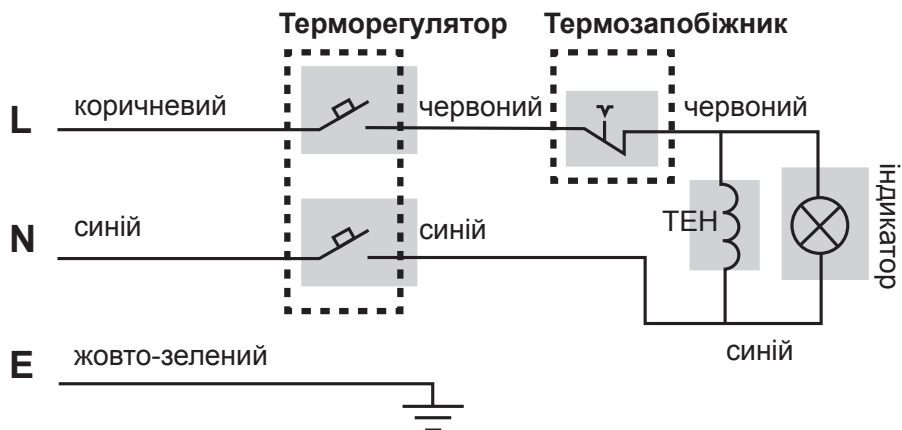 Терморегулятор Термозапобіжник
L коричневий червоний червоний
N синій синій
ТЕН індикатор
синій
E жовто-зелений